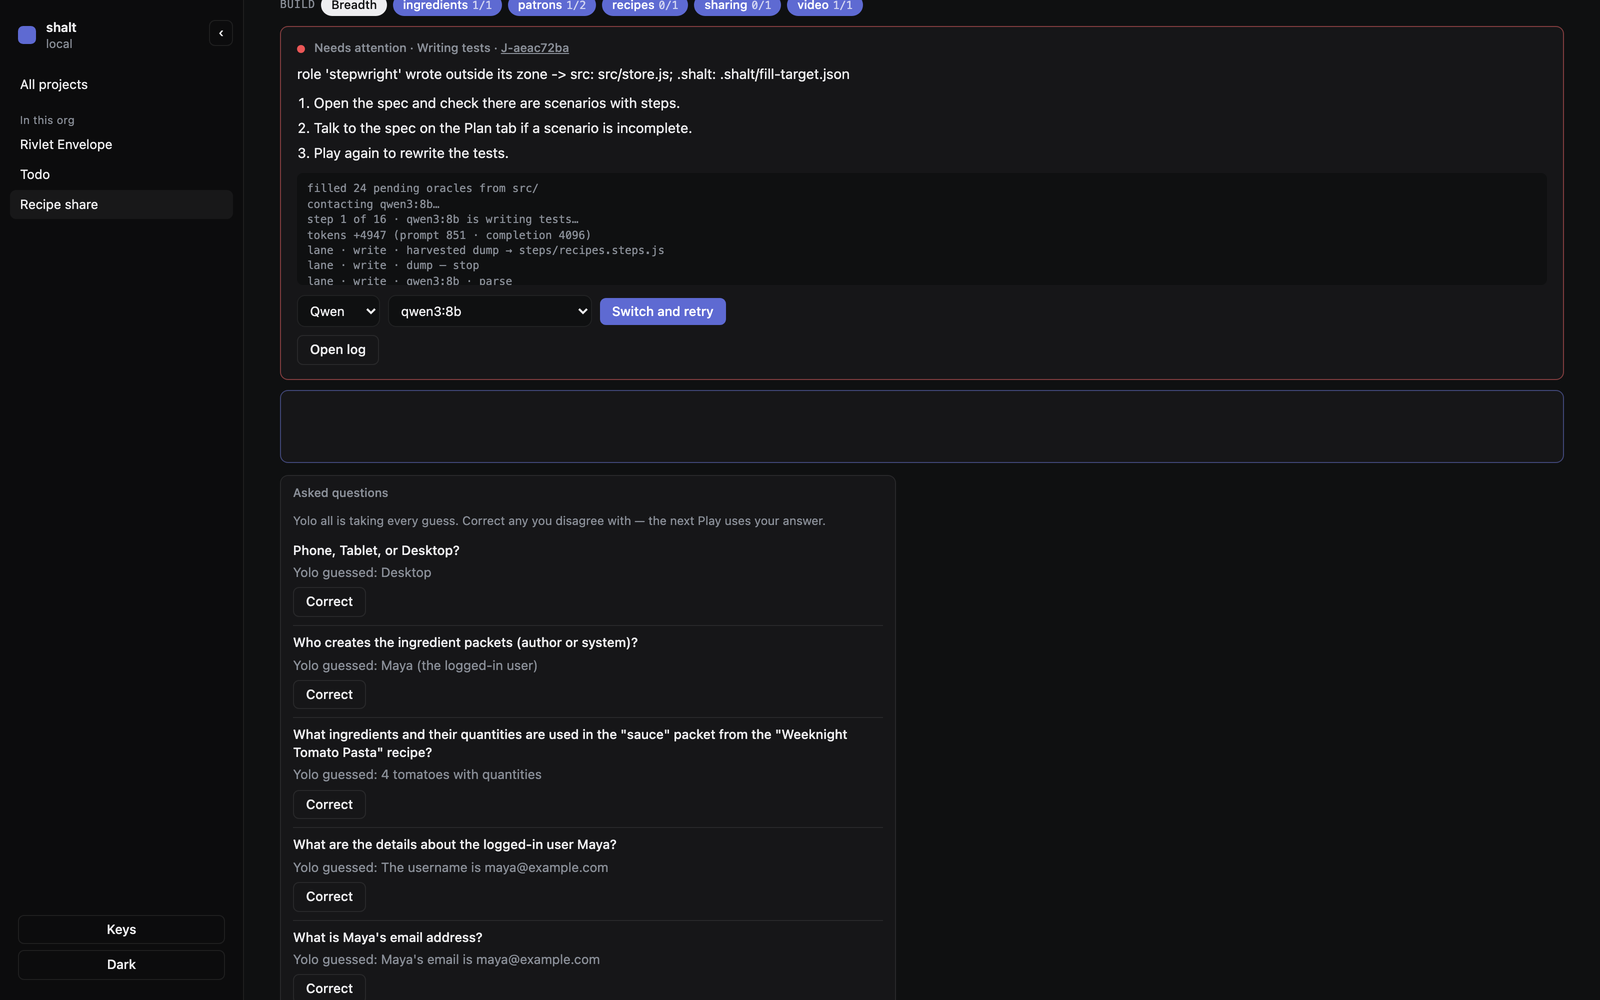 shalt
local
‹
All projects
In this org
Rivlet Envelope
Todo
Recipe share
Keys
Dark
BUILD Breadth ingredients 1/1 patrons 1/2 recipes 0/1 sharing 0/1 video 1/1
Needs attention · Writing tests · J-aeac72ba
role 'stepwright' wrote outside its zone -> src: src/store.js; .shalt: .shalt/fill-target.json
1. Open the spec and check there are scenarios with steps.
2. Talk to the spec on the Plan tab if a scenario is incomplete.
3. Play again to rewrite the tests.
filled 24 pending oracles from src/
contacting qwen3:8b…
step 1 of 16 · qwen3:8b is writing tests…
tokens +4947 (prompt 851 · completion 4096)
lane · write · harvested dump → steps/recipes.steps.js
lane · write · dump — stop
lane · write · qwen3:8b · parse
Qwen qwen3:8b Switch and retry
Open log
Asked questions
Yolo all is taking every guess. Correct any you disagree with — the next Play uses your answer.
Phone, Tablet, or Desktop?
Yolo guessed: Desktop
Correct
Who creates the ingredient packets (author or system)?
Yolo guessed: Maya (the logged-in user)
Correct
What ingredients and their quantities are used in the "sauce" packet from the "Weeknight
Tomato Pasta" recipe?
Yolo guessed: 4 tomatoes with quantities
Correct
What are the details about the logged-in user Maya?
Yolo guessed: The username is maya@example.com
Correct
What is Maya's email address?
Yolo guessed: Maya's email is maya@example.com
Correct